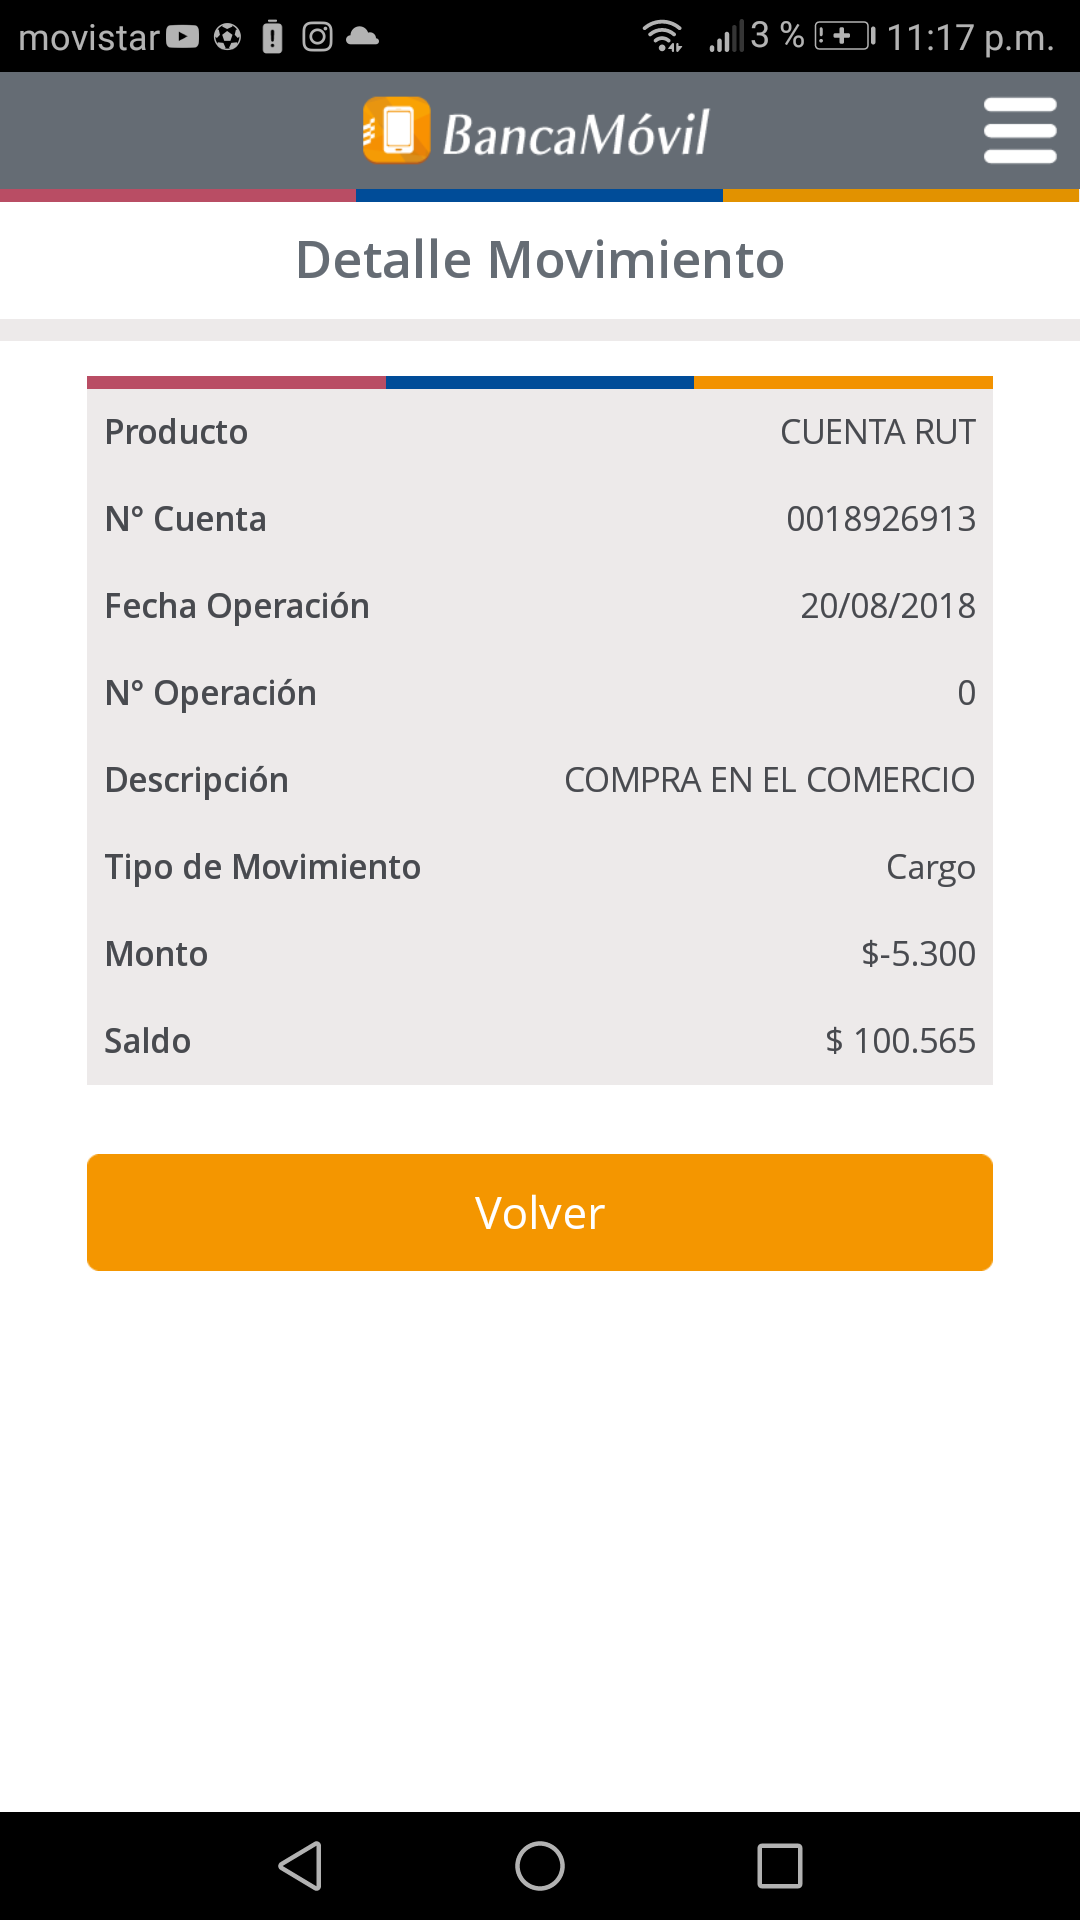 movistar 3 % 11:17 p.m.
BancaMóvil
Detalle Movimiento
Producto CUENTA RUT
N° Cuenta 0018926913
Fecha Operación 20/08/2018
N° Operación 0
Descripción COMPRA EN EL COMERCIO
Tipo de Movimiento Cargo
Monto $-5.300
Saldo $ 100.565
Volver